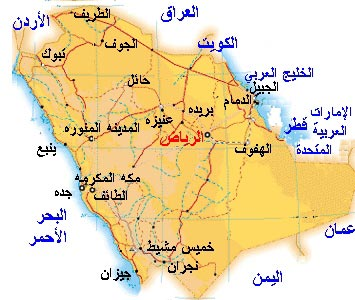 العراق
الأردن
الطريف
الكويت
الجوف
تبوك
حائل
الخليج العربي
الجبيل
الدمام
بريده
عنيزه
الإمارات
العربية
المتحدة
قطر
المدينه المنوره
الرياض
الهفوف
ينبع
مكه المكرمه
جده
الطائف
البحر
الأحمر
عمان
خميس مشيط
نجران
جيزان
اليمن